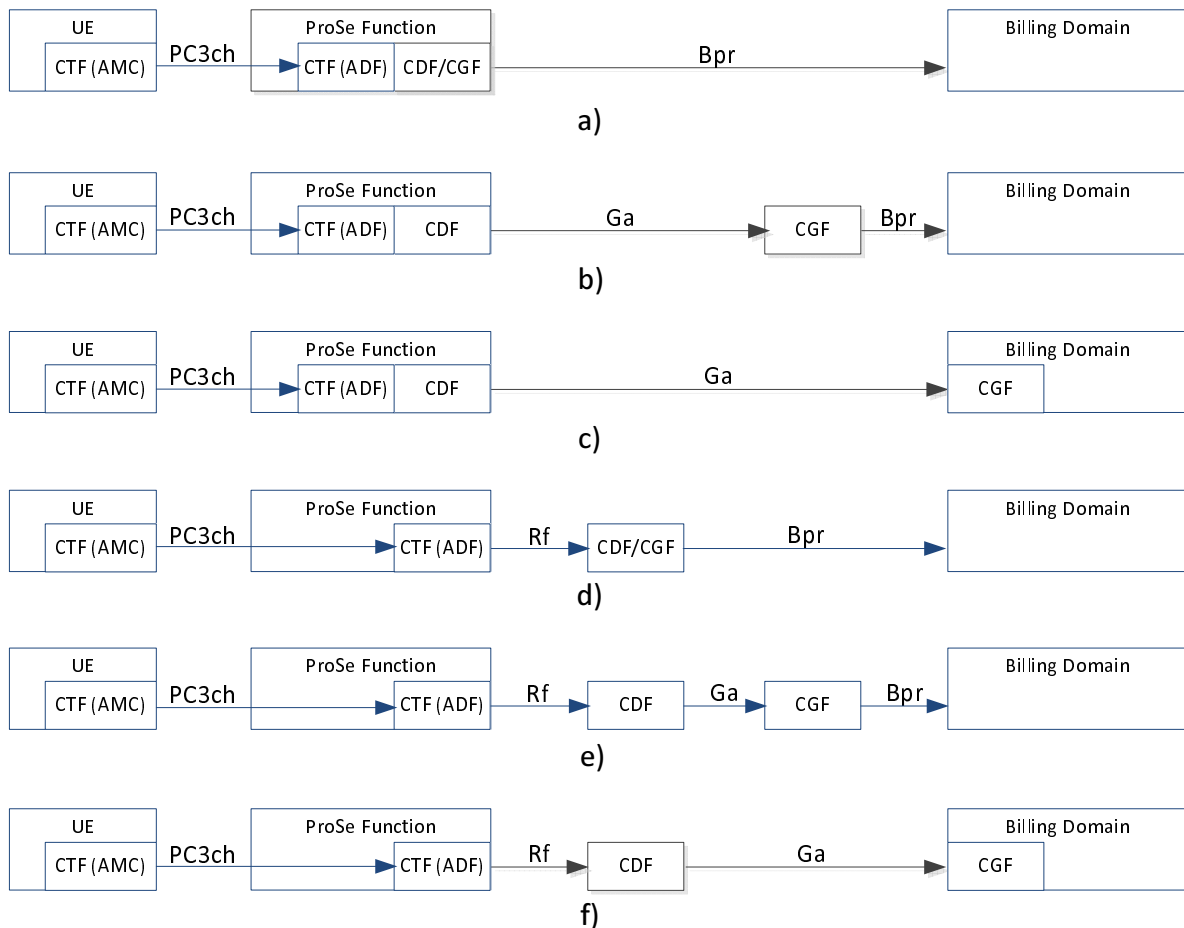 UE
ProSe Function
Billing Domain
CTF (AMC)
PC3ch
CTF (ADF)
CDF/CGF
Bpr
a)
UE
ProSe Function
Billing Domain
CTF (AMC)
PC3ch
CTF (ADF)
CDF
Ga
CGF
Bpr
b)
UE
ProSe Function
Billing Domain
CTF (AMC)
PC3ch
CTF (ADF)
CDF
Ga
CGF
c)
UE
ProSe Function
Billing Domain
CTF (AMC)
PC3ch
CTF (ADF)
Rf
CDF/CGF
Bpr
d)
UE
ProSe Function
Billing Domain
CTF (AMC)
PC3ch
CTF (ADF)
Rf
CDF
Ga
CGF
Bpr
e)
UE
ProSe Function
Billing Domain
CTF (AMC)
PC3ch
CTF (ADF)
Rf
CDF
Ga
CGF
f)